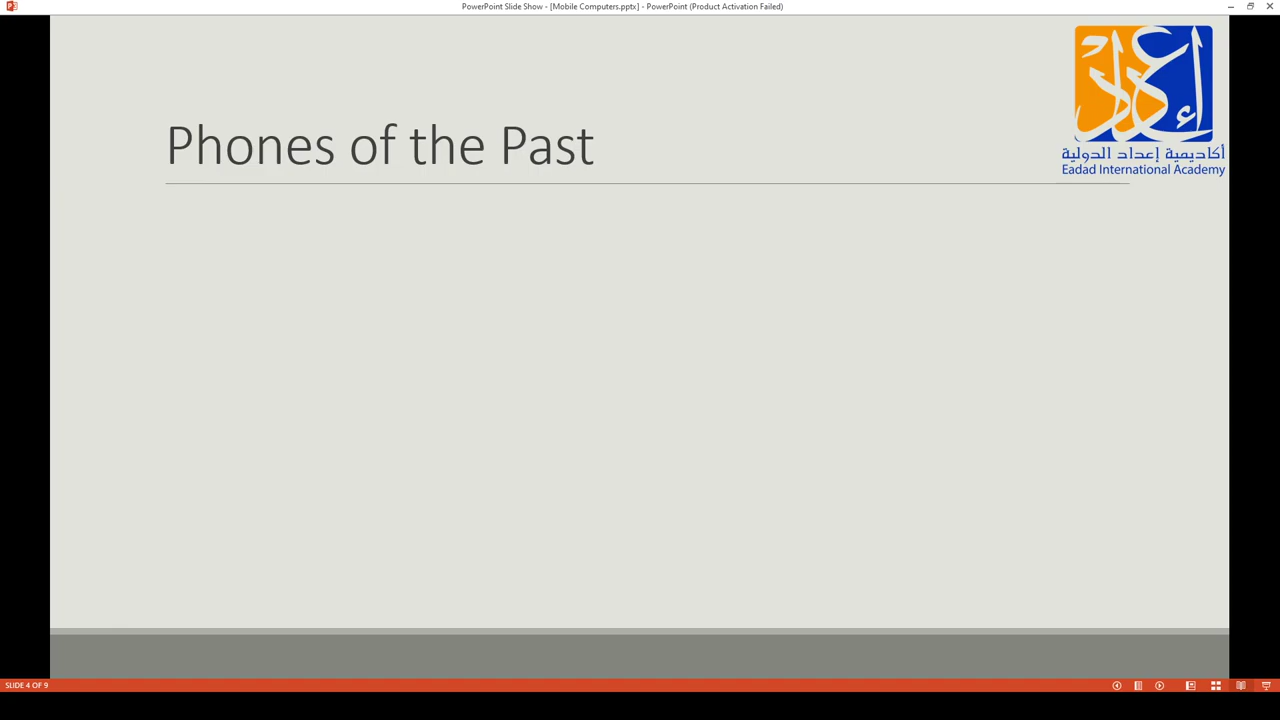 PowerPoint Slide Show - [Mobile Computers.pptx] - PowerPoint (Product Activation Failed)
إعداد
أكاديمية إعداد الدولية
Eadad International Academy
Phones of the Past
SLIDE 4 OF 9